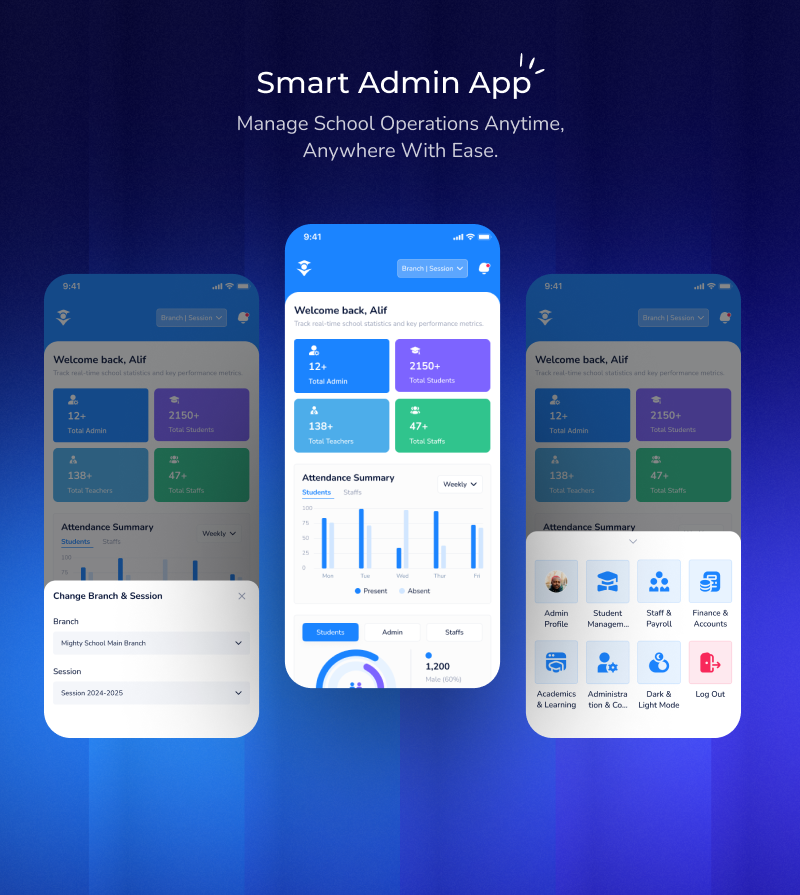 Smart Admin App
Manage School Operations Anytime,
Anywhere With Ease.
9:41
Branch | Session
Welcome back, Alif
Track real-time school statistics and key performance metrics.
12+
Total Admin
2150+
Total Students
138+
Total Teachers
47+
Total Staffs
Attendance Summary
Students
Staffs
Weekly
100
75
Change Branch & Session
Branch
Mighty School Main Branch
Session
Session 2024-2025
9:41
Branch | Session
Welcome back, Alif
Track real-time school statistics and key performance metrics.
12+
Total Admin
2150+
Total Students
138+
Total Teachers
47+
Total Staffs
Attendance Summary
Students
Staffs
Weekly
100
75
50
25
0
Mon
Tue
Wed
Thur
Fri
Present
Absent
Students
Admin
Staffs
1,200
Male (60%)
9:41
Branch | Session
Welcome back, Alif
Track real-time school statistics and key performance metrics.
12+
Total Admin
2150+
Total Students
138+
Total Teachers
47+
Total Staffs
Attendance Summary
Weekly
Admin
Profile
Student
Managem...
Staff &
Payroll
Finance &
Accounts
Academics
& Learning
Administra
tion & Co...
Dark &
Light Mode
Log Out